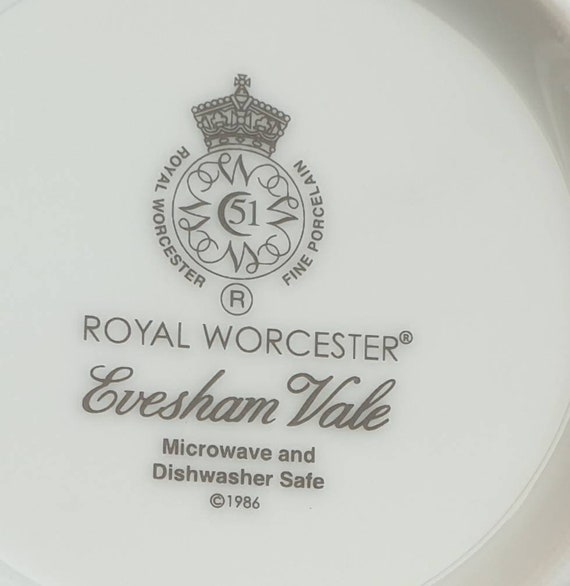 ROYAL WORCESTER
FINE PORCELAIN
51
®
ROYAL WORCESTER®
Evesham Vale
Microwave and
Dishwasher Safe
©1986